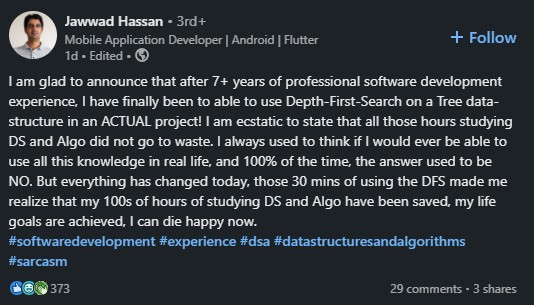 Jawwad Hassan • 3rd+
Mobile Application Developer | Android | Flutter
1d • Edited •
+ Follow
I am glad to announce that after 7+ years of professional software development
experience, I have finally been to able to use Depth-First-Search on a Tree data-
structure in an ACTUAL project! I am ecstatic to state that all those hours studying
DS and Algo did not go to waste. I always used to think if I would ever be able to
use all this knowledge in real life, and 100% of the time, the answer used to be
NO. But everything has changed today, those 30 mins of using the DFS made me
realize that my 100s of hours of studying DS and Algo have been saved, my life
goals are achieved, I can die happy now.
#softwaredevelopment #experience #dsa #datastructuresandalgorithms
#sarcasm
373
29 comments • 3 shares